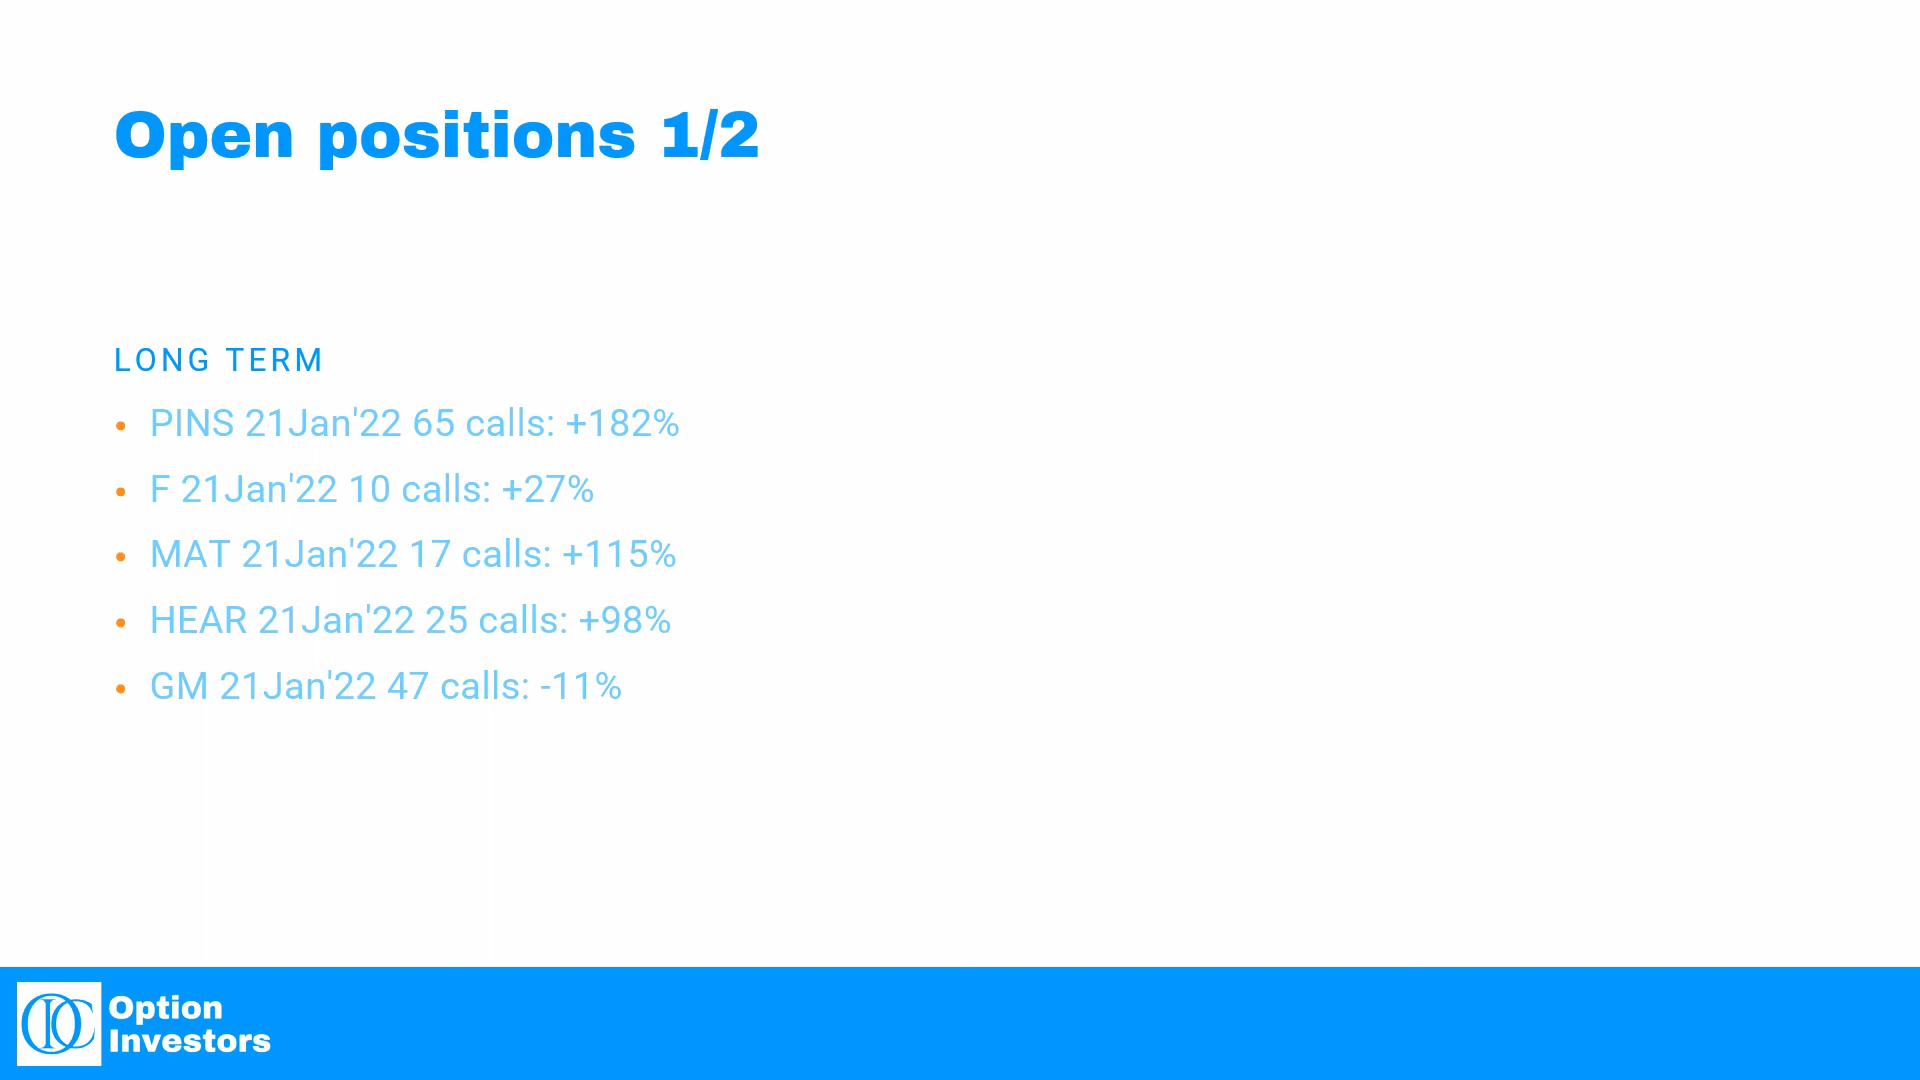 Open positions 1/2
LONG TERM
• PINS 21Jan'22 65 calls: +182%
• F 21Jan'22 10 calls: +27%
• MAT 21Jan'22 17 calls: +115%
• HEAR 21Jan'22 25 calls: +98%
• GM 21Jan'22 47 calls: -11%
Option
Investors